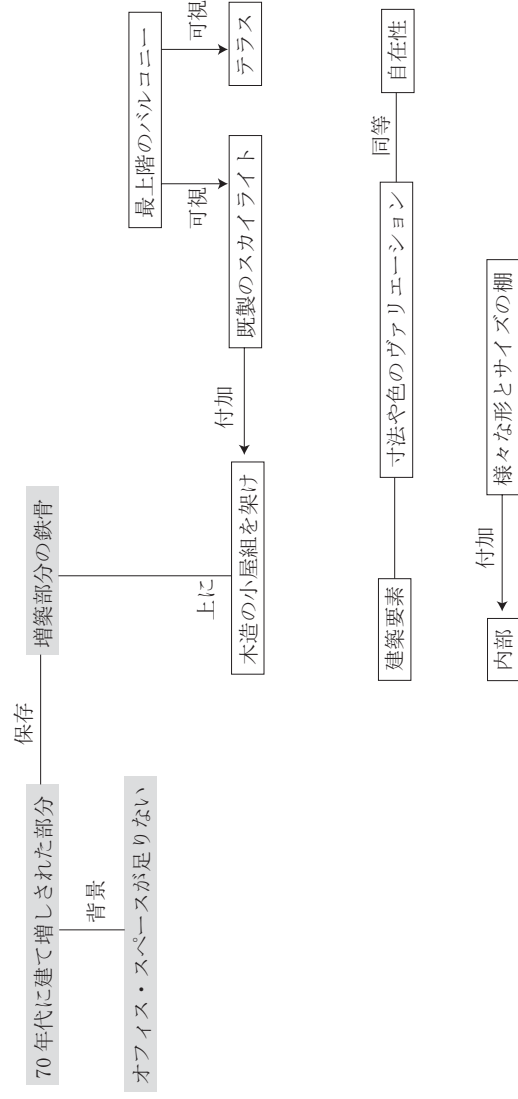 70 年代に建て増しされた部分
保存
増築部分の鉄骨
背景
オフィス・スペースが足りない
上に
木造の小屋組を架け
付加
既製のスカイライト
最上階のバルコニー
可視
可視
テラス
建築要素
寸法や色のヴァリエーション
同等
自在性
内部
付加
様々な形とサイズの棚